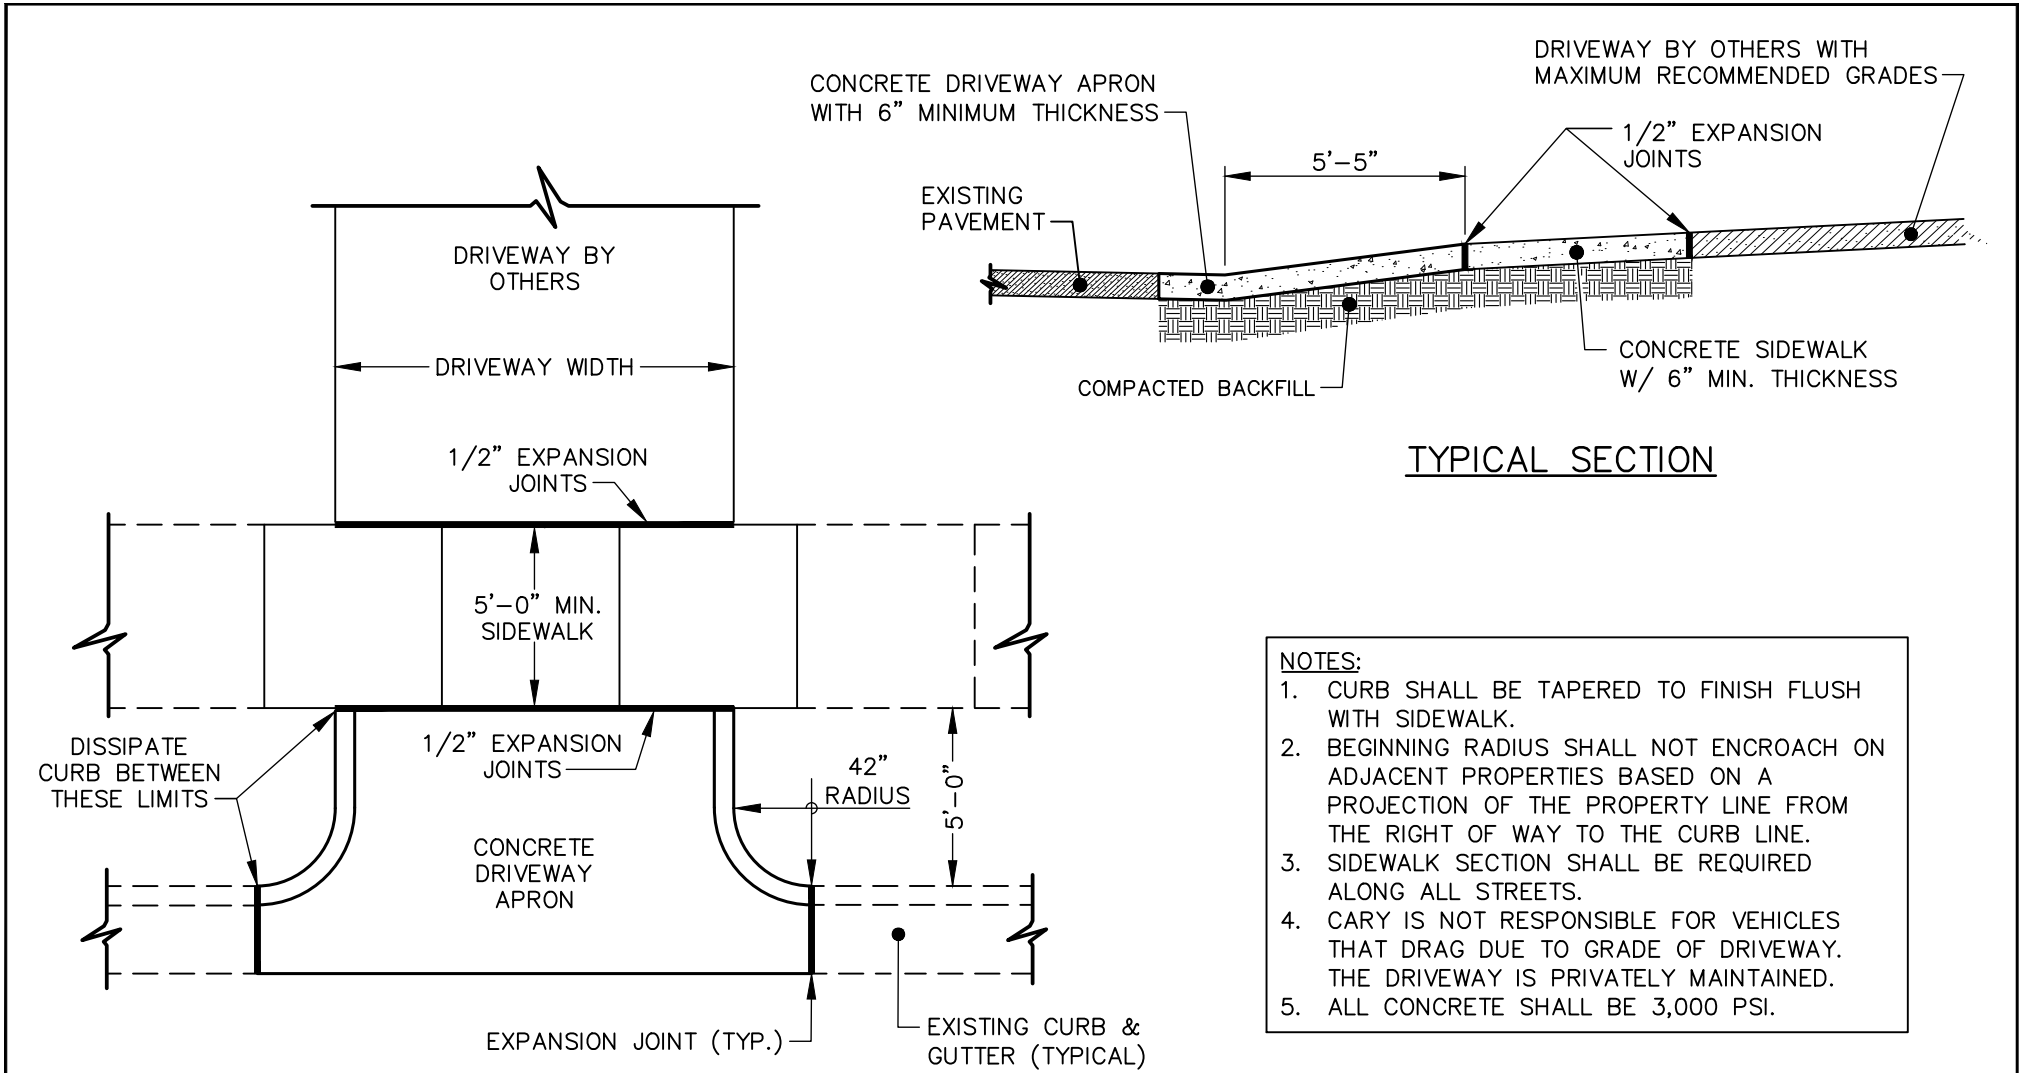 CONCRETE DRIVEWAY APRON
WITH 6” MINIMUM THICKNESS
DRIVEWAY BY OTHERS WITH
MAXIMUM RECOMMENDED GRADES
1/2” EXPANSION
JOINTS
5’-5”
EXISTING
PAVEMENT
COMPACTED BACKFILL
CONCRETE SIDEWALK
W/ 6” MIN. THICKNESS
TYPICAL SECTION
DRIVEWAY BY
OTHERS
DRIVEWAY WIDTH
1/2” EXPANSION
JOINTS
5’-0” MIN.
SIDEWALK
DISSIPATE
CURB BETWEEN
THESE LIMITS
1/2” EXPANSION
JOINTS
42”
RADIUS
5’-0”
CONCRETE
DRIVEWAY
APRON
EXPANSION JOINT (TYP.)
EXISTING CURB &
GUTTER (TYPICAL)
NOTES:
1. CURB SHALL BE TAPERED TO FINISH FLUSH
WITH SIDEWALK.
2. BEGINNING RADIUS SHALL NOT ENCROACH ON
ADJACENT PROPERTIES BASED ON A
PROJECTION OF THE PROPERTY LINE FROM
THE RIGHT OF WAY TO THE CURB LINE.
3. SIDEWALK SECTION SHALL BE REQUIRED
ALONG ALL STREETS.
4. CARY IS NOT RESPONSIBLE FOR VEHICLES
THAT DRAG DUE TO GRADE OF DRIVEWAY.
THE DRIVEWAY IS PRIVATELY MAINTAINED.
5. ALL CONCRETE SHALL BE 3,000 PSI.